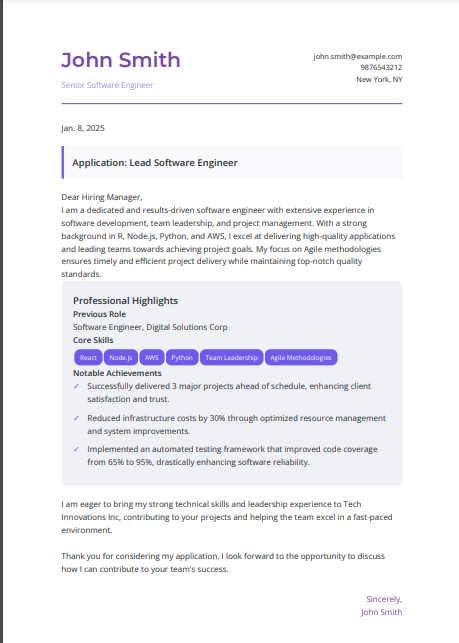 John Smith
Senior Software Engineer
john.smith@example.com
9876543212
New York, NY
Jan. 8, 2025
Application: Lead Software Engineer
Dear Hiring Manager,
I am a dedicated and results-driven software engineer with extensive experience in
software development, team leadership, and project management. With a strong
background in R, Node.js, Python, and AWS, I excel at delivering high-quality applications
and leading teams towards achieving project goals. My focus on Agile methodologies
ensures timely and efficient project delivery while maintaining top-notch quality
standards.
Professional Highlights
Previous Role
Software Engineer, Digital Solutions Corp
Core Skills
React Node.js AWS Python Team Leadership Agile Methodologies
Notable Achievements
✓ Successfully delivered 3 major projects ahead of schedule, enhancing client
satisfaction and trust.
✓ Reduced infrastructure costs by 30% through optimized resource management
and system improvements.
✓ Implemented an automated testing framework that improved code coverage
from 65% to 95%, drastically enhancing software reliability.
I am eager to bring my strong technical skills and leadership experience to Tech
Innovations Inc, contributing to your projects and helping the team excel in a fast-paced
environment.
Thank you for considering my application. I look forward to the opportunity to discuss
how I can contribute to your team's success.
Sincerely,
John Smith